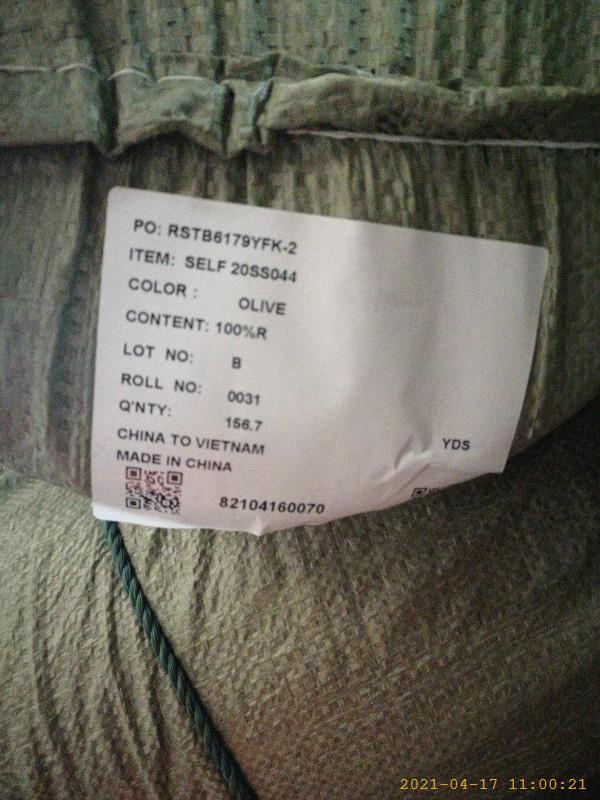 PO: RSTB6179YFK-2
ITEM: SELF 20SS044
COLOR : OLIVE
CONTENT: 100%R
LOT NO: B
ROLL NO: 0031
Q'NTY: 156.7 YDS
CHINA TO VIETNAM
MADE IN CHINA
82104160070
2021-04-17 11:00:21